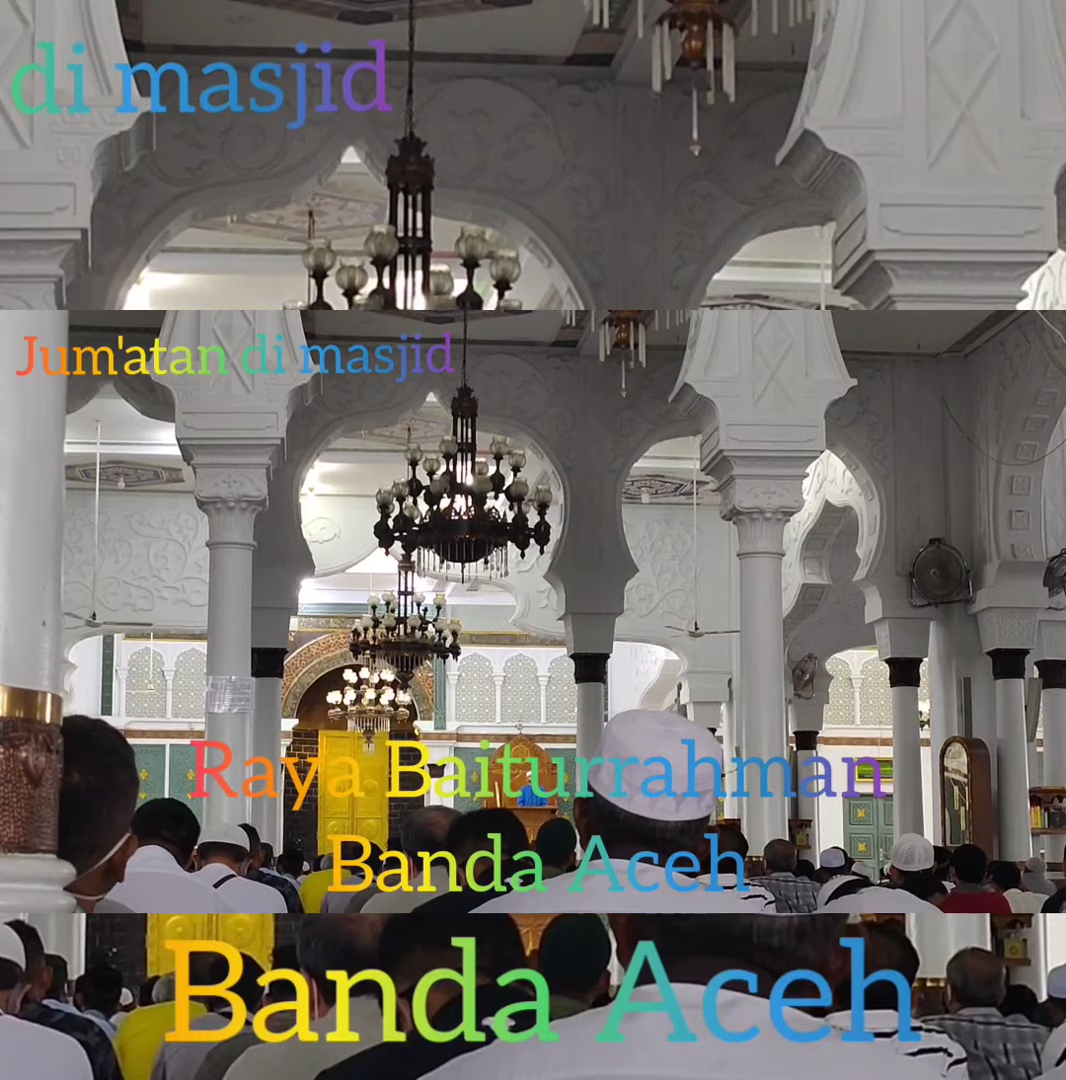 di masjid
Jum'atan di masjid
Raya Baiturrahman
Banda Aceh
Banda Aceh